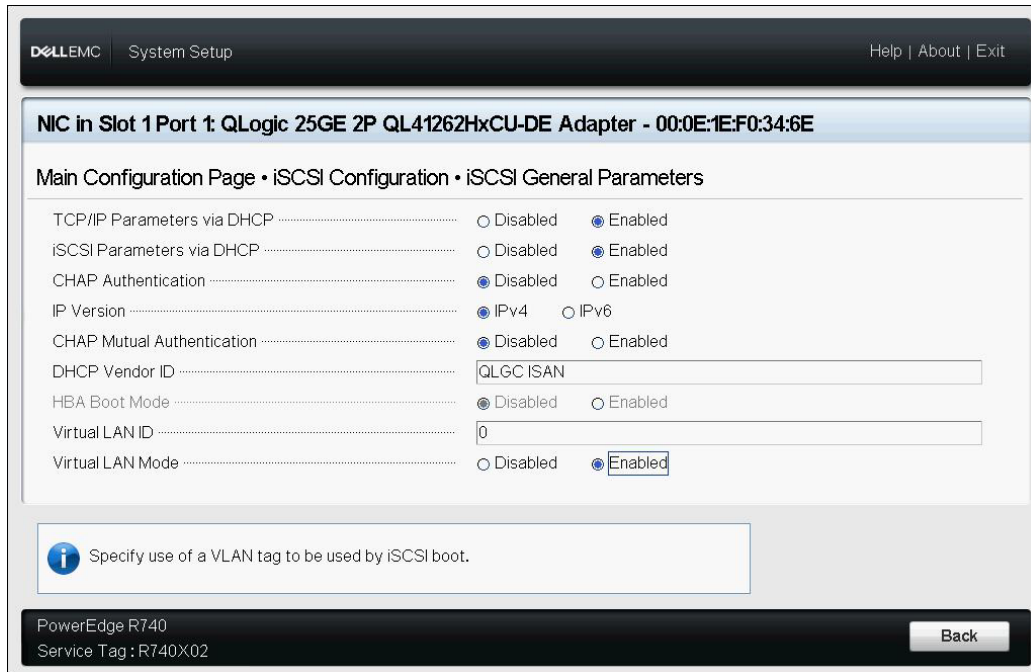 DELLEMC System Setup Help | About | Exit
NIC in Slot 1 Port 1: QLogic 25GE 2P QL41262HxCU-DE Adapter - 00:0E:1E:F0:34:6E
Main Configuration Page • iSCSI Configuration • iSCSI General Parameters
TCP/IP Parameters via DHCP Disabled Enabled
iSCSI Parameters via DHCP Disabled Enabled
CHAP Authentication Disabled Enabled
IP Version IPv4 IPv6
CHAP Mutual Authentication Disabled Enabled
DHCP Vendor ID QLGC ISAN
HBA Boot Mode Disabled Enabled
Virtual LAN ID 0
Virtual LAN Mode Disabled Enabled
Specify use of a VLAN tag to be used by iSCSI boot.
PowerEdge R740
Service Tag : R740X02
Back